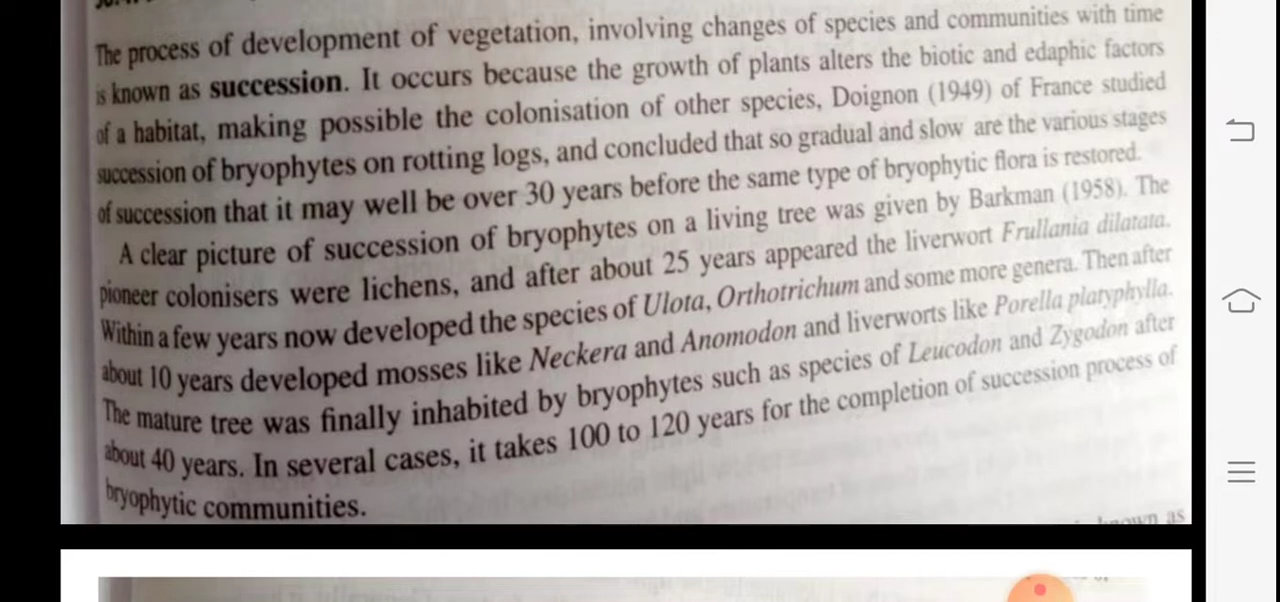 The process of development of vegetation, involving changes of species and communities with time
is known as succession. It occurs because the growth of plants alters the biotic and edaphic factors
of a habitat, making possible the colonisation of other species, Doignon (1949) of France studied
succession of bryophytes on rotting logs, and concluded that so gradual and slow are the various stages
of succession that it may well be over 30 years before the same type of bryophytic flora is restored.
A clear picture of succession of bryophytes on a living tree was given by Barkman (1958). The
pioneer colonisers were lichens, and after about 25 years appeared the liverwort Frullania dilatata.
Within a few years now developed the species of Ulota, Orthotrichum and some more genera. Then after
about 10 years developed mosses like Neckera and Anomodon and liverworts like Porella platyphylla.
The mature tree was finally inhabited by bryophytes such as species of Leucodon and Zygodon after
about 40 years. In several cases, it takes 100 to 120 years for the completion of succession process of
bryophytic communities.
known as